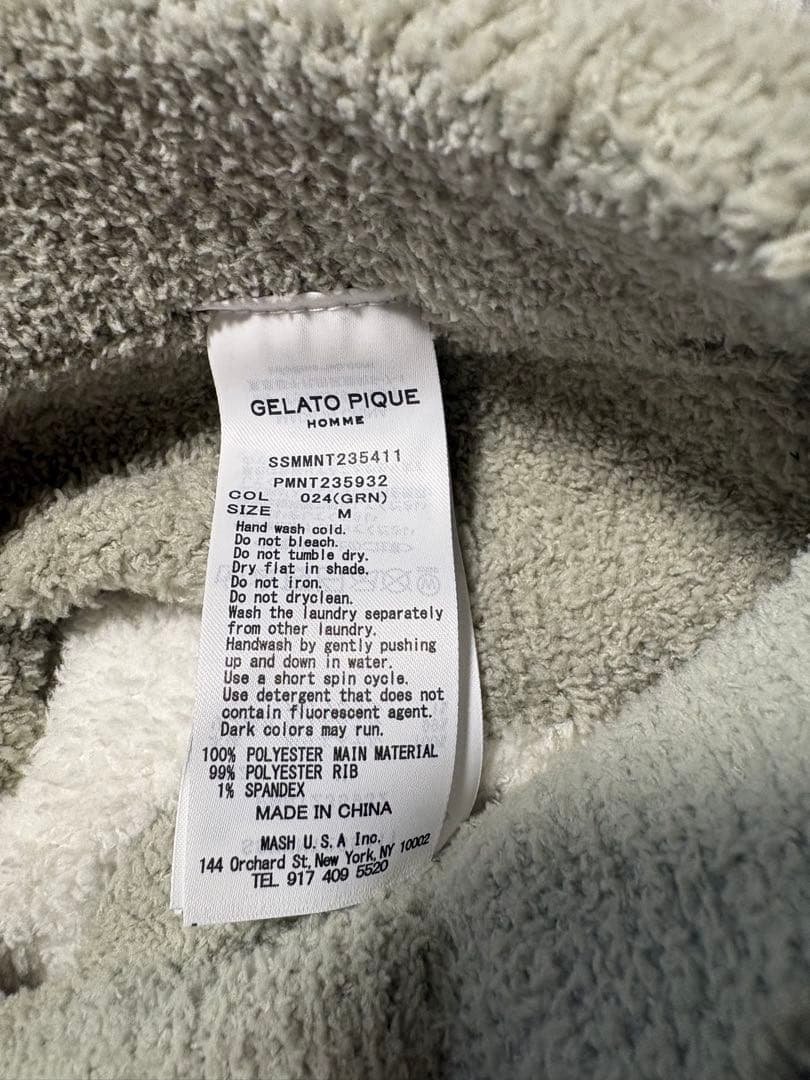 GELATO PIQUE
HOMME
SSMMNT235411
PMNT235932
COL 024(GRN)
SIZE M
Hand wash cold.
Do not bleach.
Do not tumble dry.
Dry flat in shade.
Do not iron.
Do not dryclean.
Wash the laundry separately
from other laundry.
Handwash by gently pushing
up and down in water.
Use a short spin cycle.
Use detergent that does not
contain fluorescent agent.
Dark colors may run.
100% POLYESTER MAIN MATERIAL
99% POLYESTER RIB
1% SPANDEX
MADE IN CHINA
MASH U.S.A Inc.
144 Orchard St, New York, NY 10002
TEL 917 409 5520